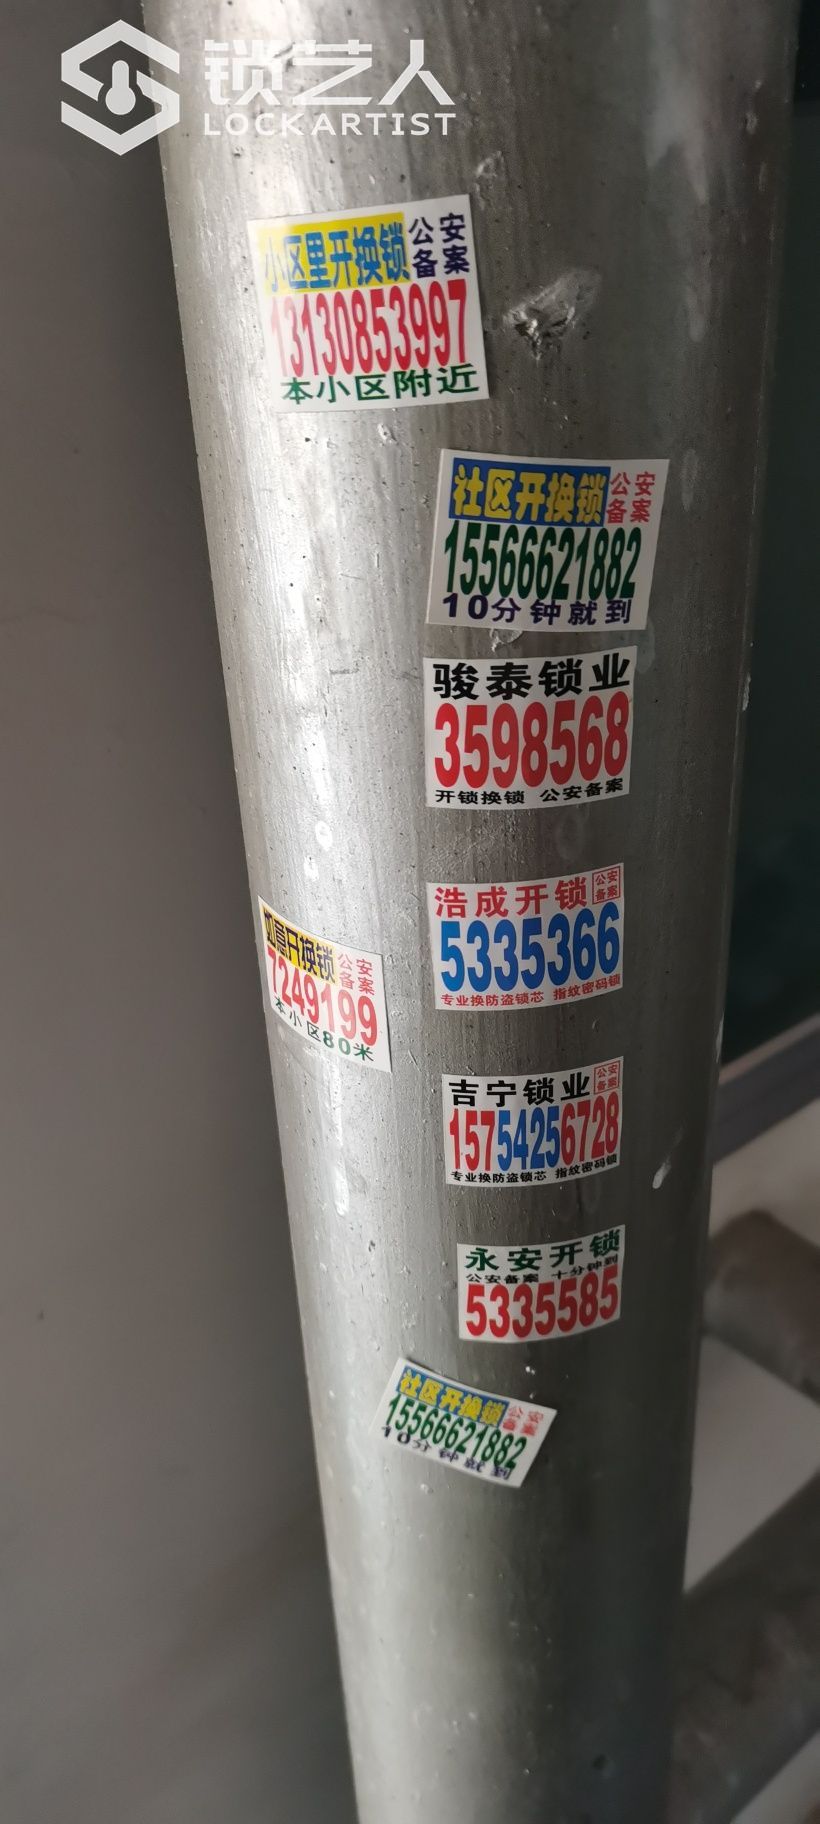 锁艺人
LOCKARTIST
小区里开换锁 公安备案
13130853997
本小区附近
社区开换锁 公安备案
15566621882
10分钟就到
骏泰锁业
3598568
开锁换锁 公安备案
浩成开锁 公安备案
5335366
专业换防盗锁芯 指纹密码锁
如意开换锁 公安备案
7249199
本小区80米
吉宁锁业 公安备案
15754256728
专业换防盗锁芯 指纹密码锁
永安开锁
公安备案 十分钟到
5335585
社区开换锁 公安备案
15566621882
10分钟就到